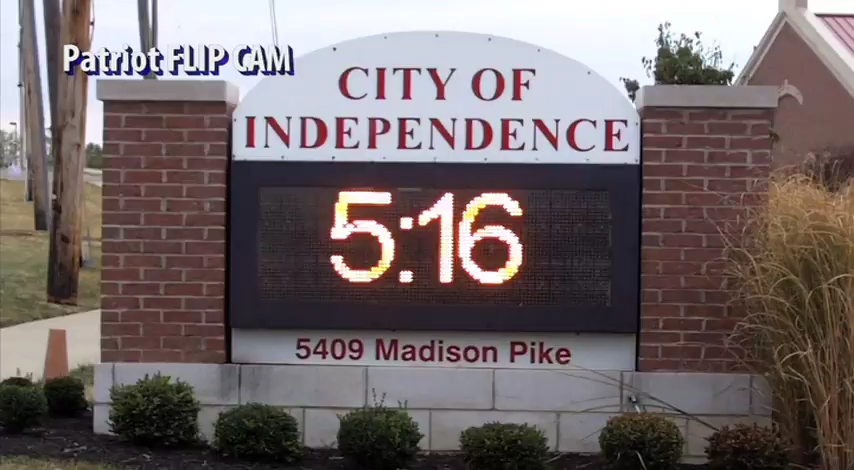 Patriot FLIP CAM
CITY OF
INDEPENDENCE
5:16
5409 Madison Pike